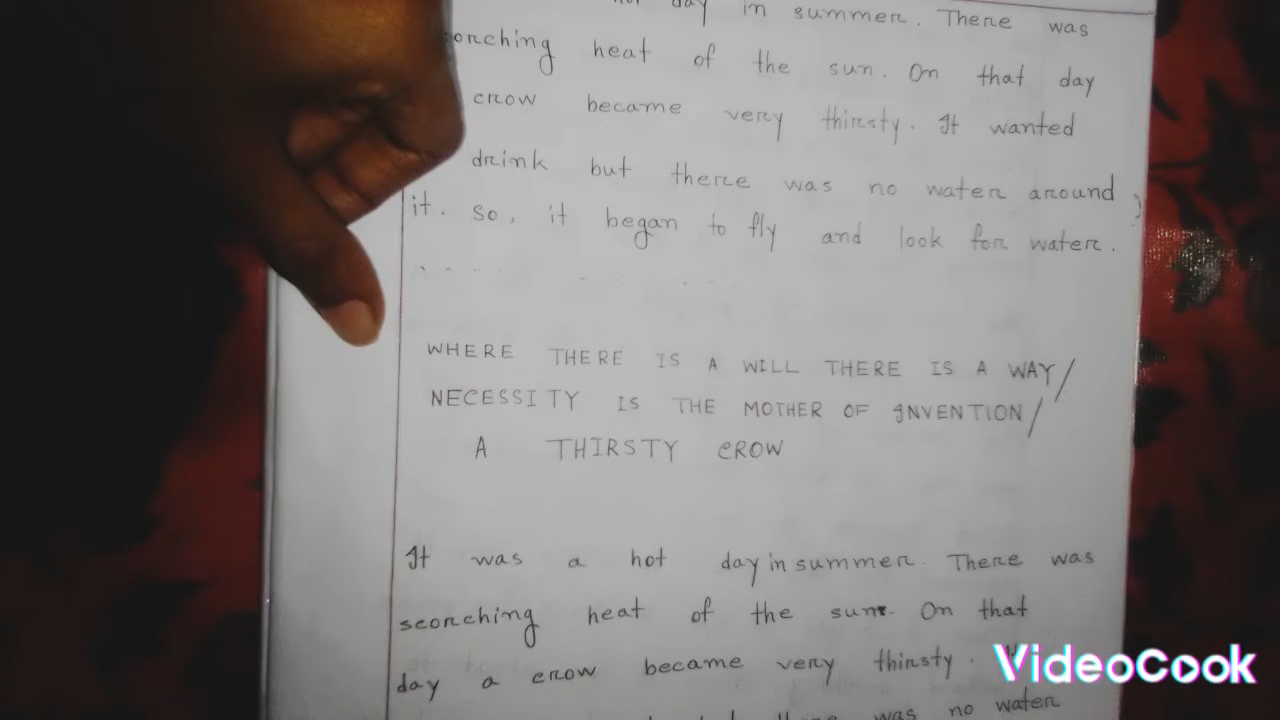 day in summer. There was
orching heat of the sun. On that day
crow became very thirsty. It wanted
drink but there was no water around
it. So, it began to fly and look for water.
WHERE THERE IS A WILL THERE IS A WAY/
NECESSITY IS THE MOTHER OF INVENTION/
A THIRSTY CROW
It was a hot day in summer. There was
scorching heat of the sun. On that
day a crow became very thirsty.
was no water
VideoCook